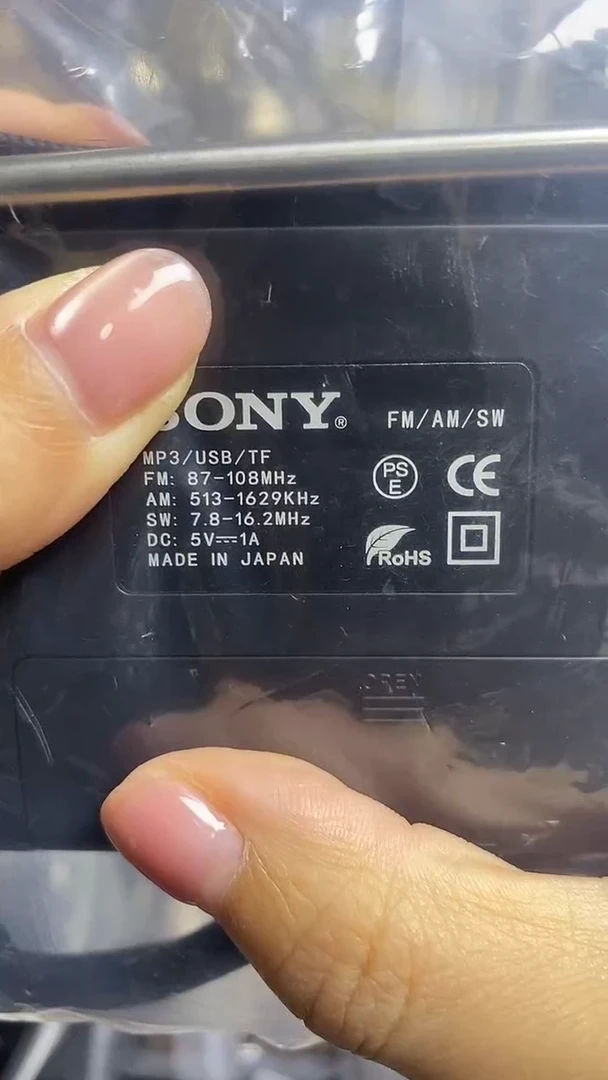 SONY® FM/AM/SW
MP3/USB/TF
FM: 87-108MHz
AM: 513-1629KHz
SW: 7.8-16.2MHz
DC: 5V⎓1A
MADE IN JAPAN
PS
E
CE
RoHS